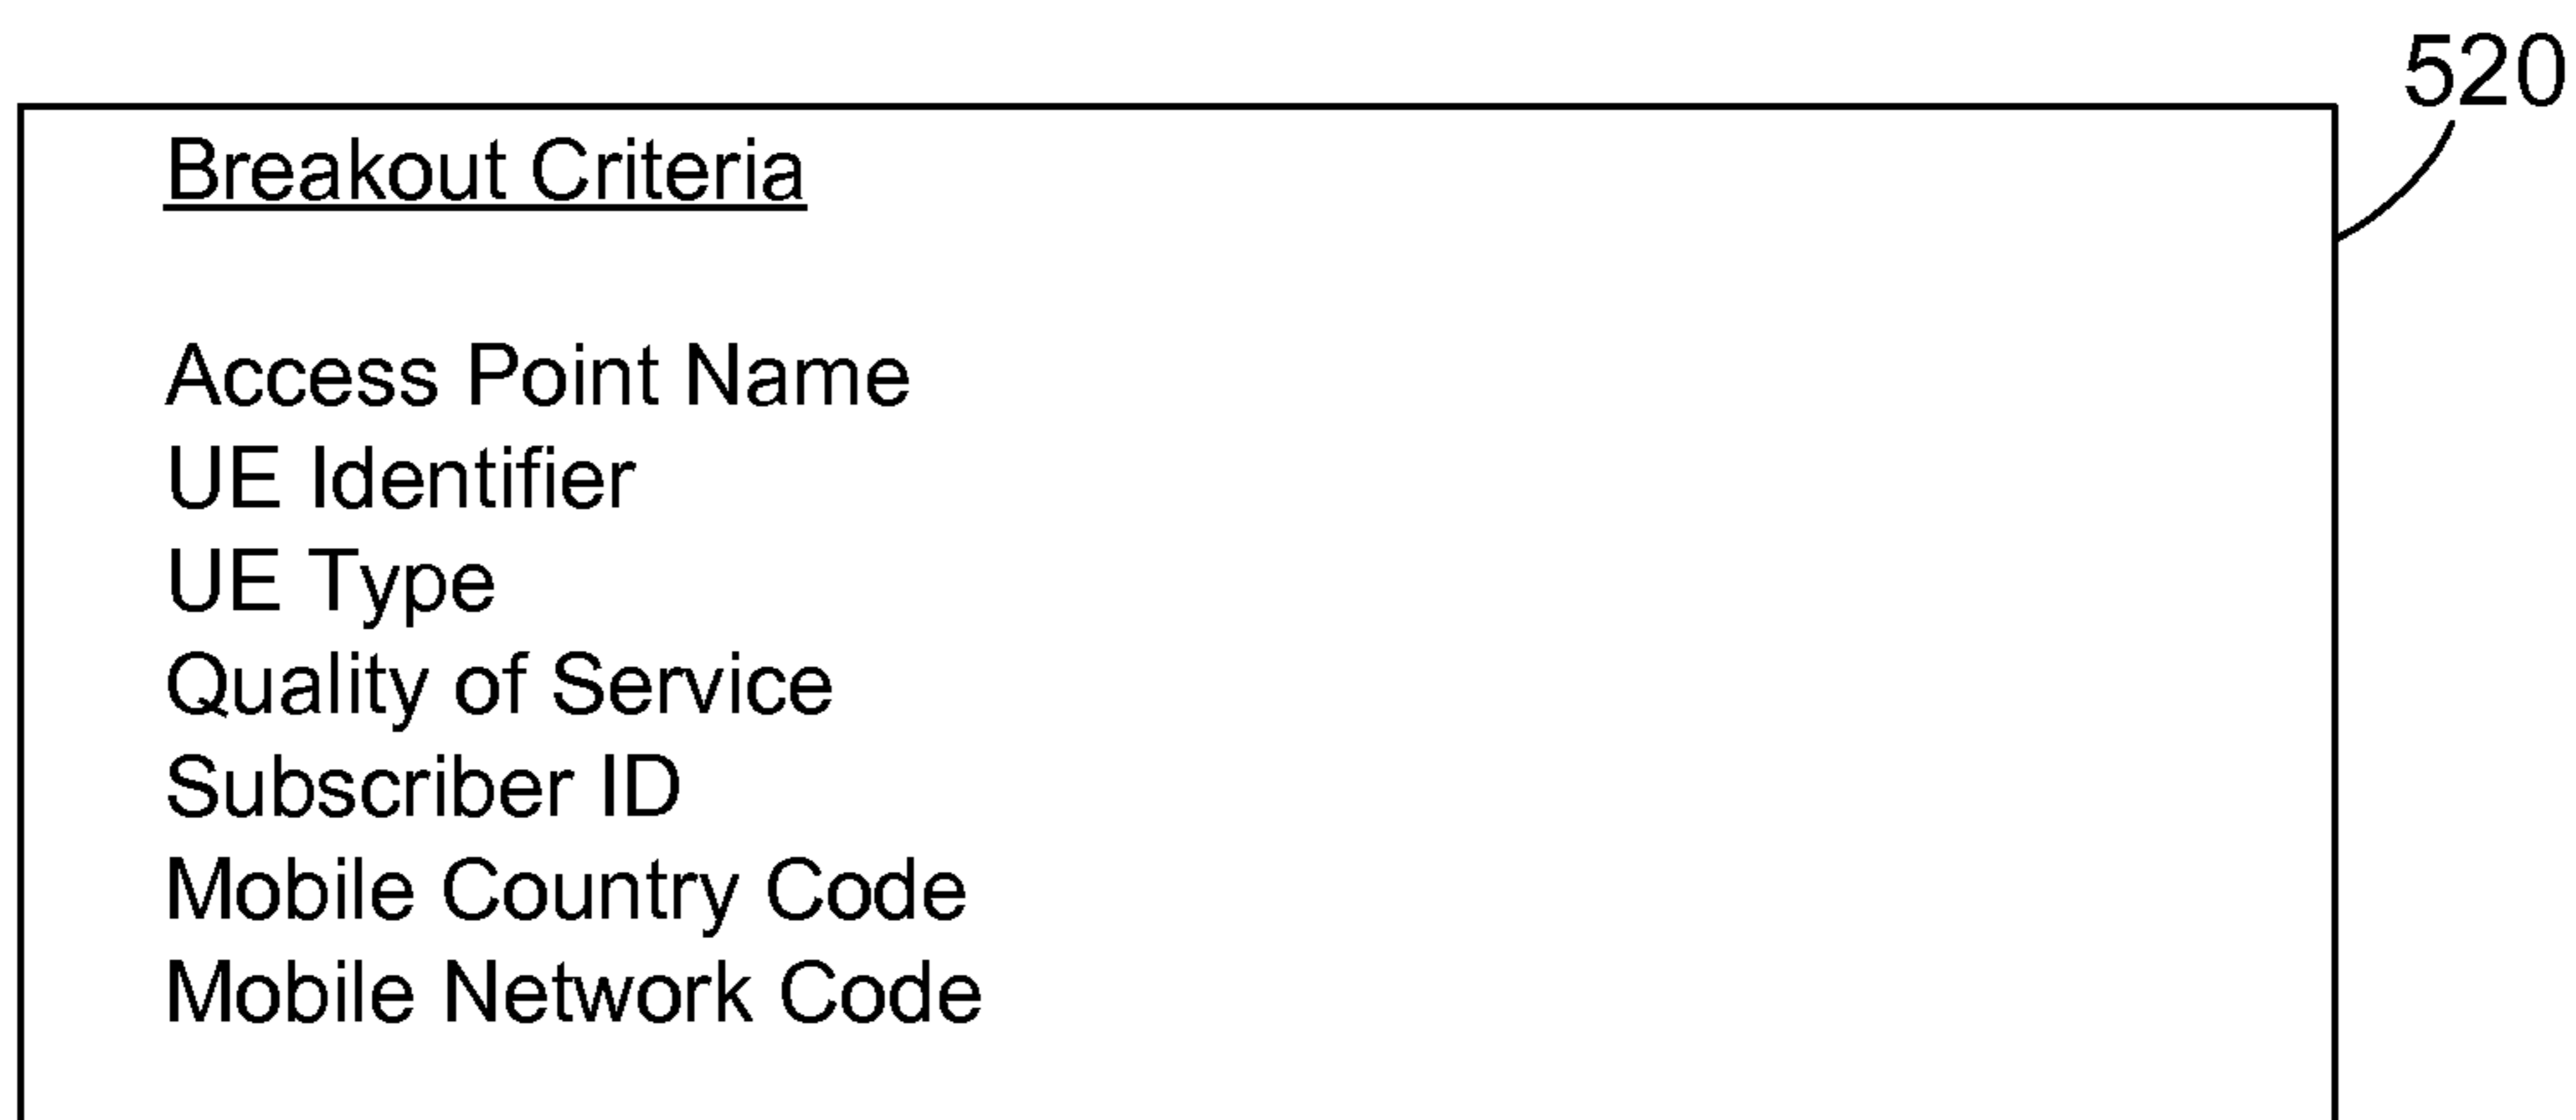 520
Breakout Criteria
Access Point Name
UE Identifier
UE Type
Quality of Service
Subscriber ID
Mobile Country Code
Mobile Network Code